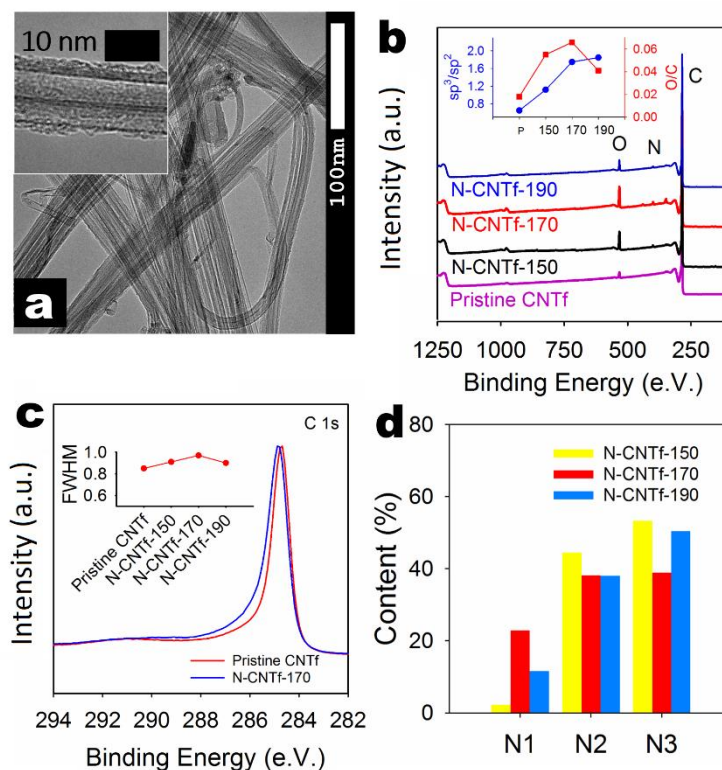 10 nm
100nm
a
b
sp³/sp²
2.0
1.6
1.2
0.8
0.06
0.04
0.02
0.00
O/C
P 150 170 190
C
O
N
Intensity (a.u.)
N-CNTf-190
N-CNTf-170
N-CNTf-150
Pristine CNTf
1250 1000 750 500 250
Binding Energy (e.V.)
c
C 1s
FWHM
1.0
0.8
0.6
Pristine CNTf
N-CNTf-150
N-CNTf-170
N-CNTf-190
Intensity (a.u.)
Pristine CNTf
N-CNTf-170
294 292 290 288 286 284 282
Binding Energy (e.V.)
d
80
60
40
20
0
Content (%)
N-CNTf-150
N-CNTf-170
N-CNTf-190
N1 N2 N3